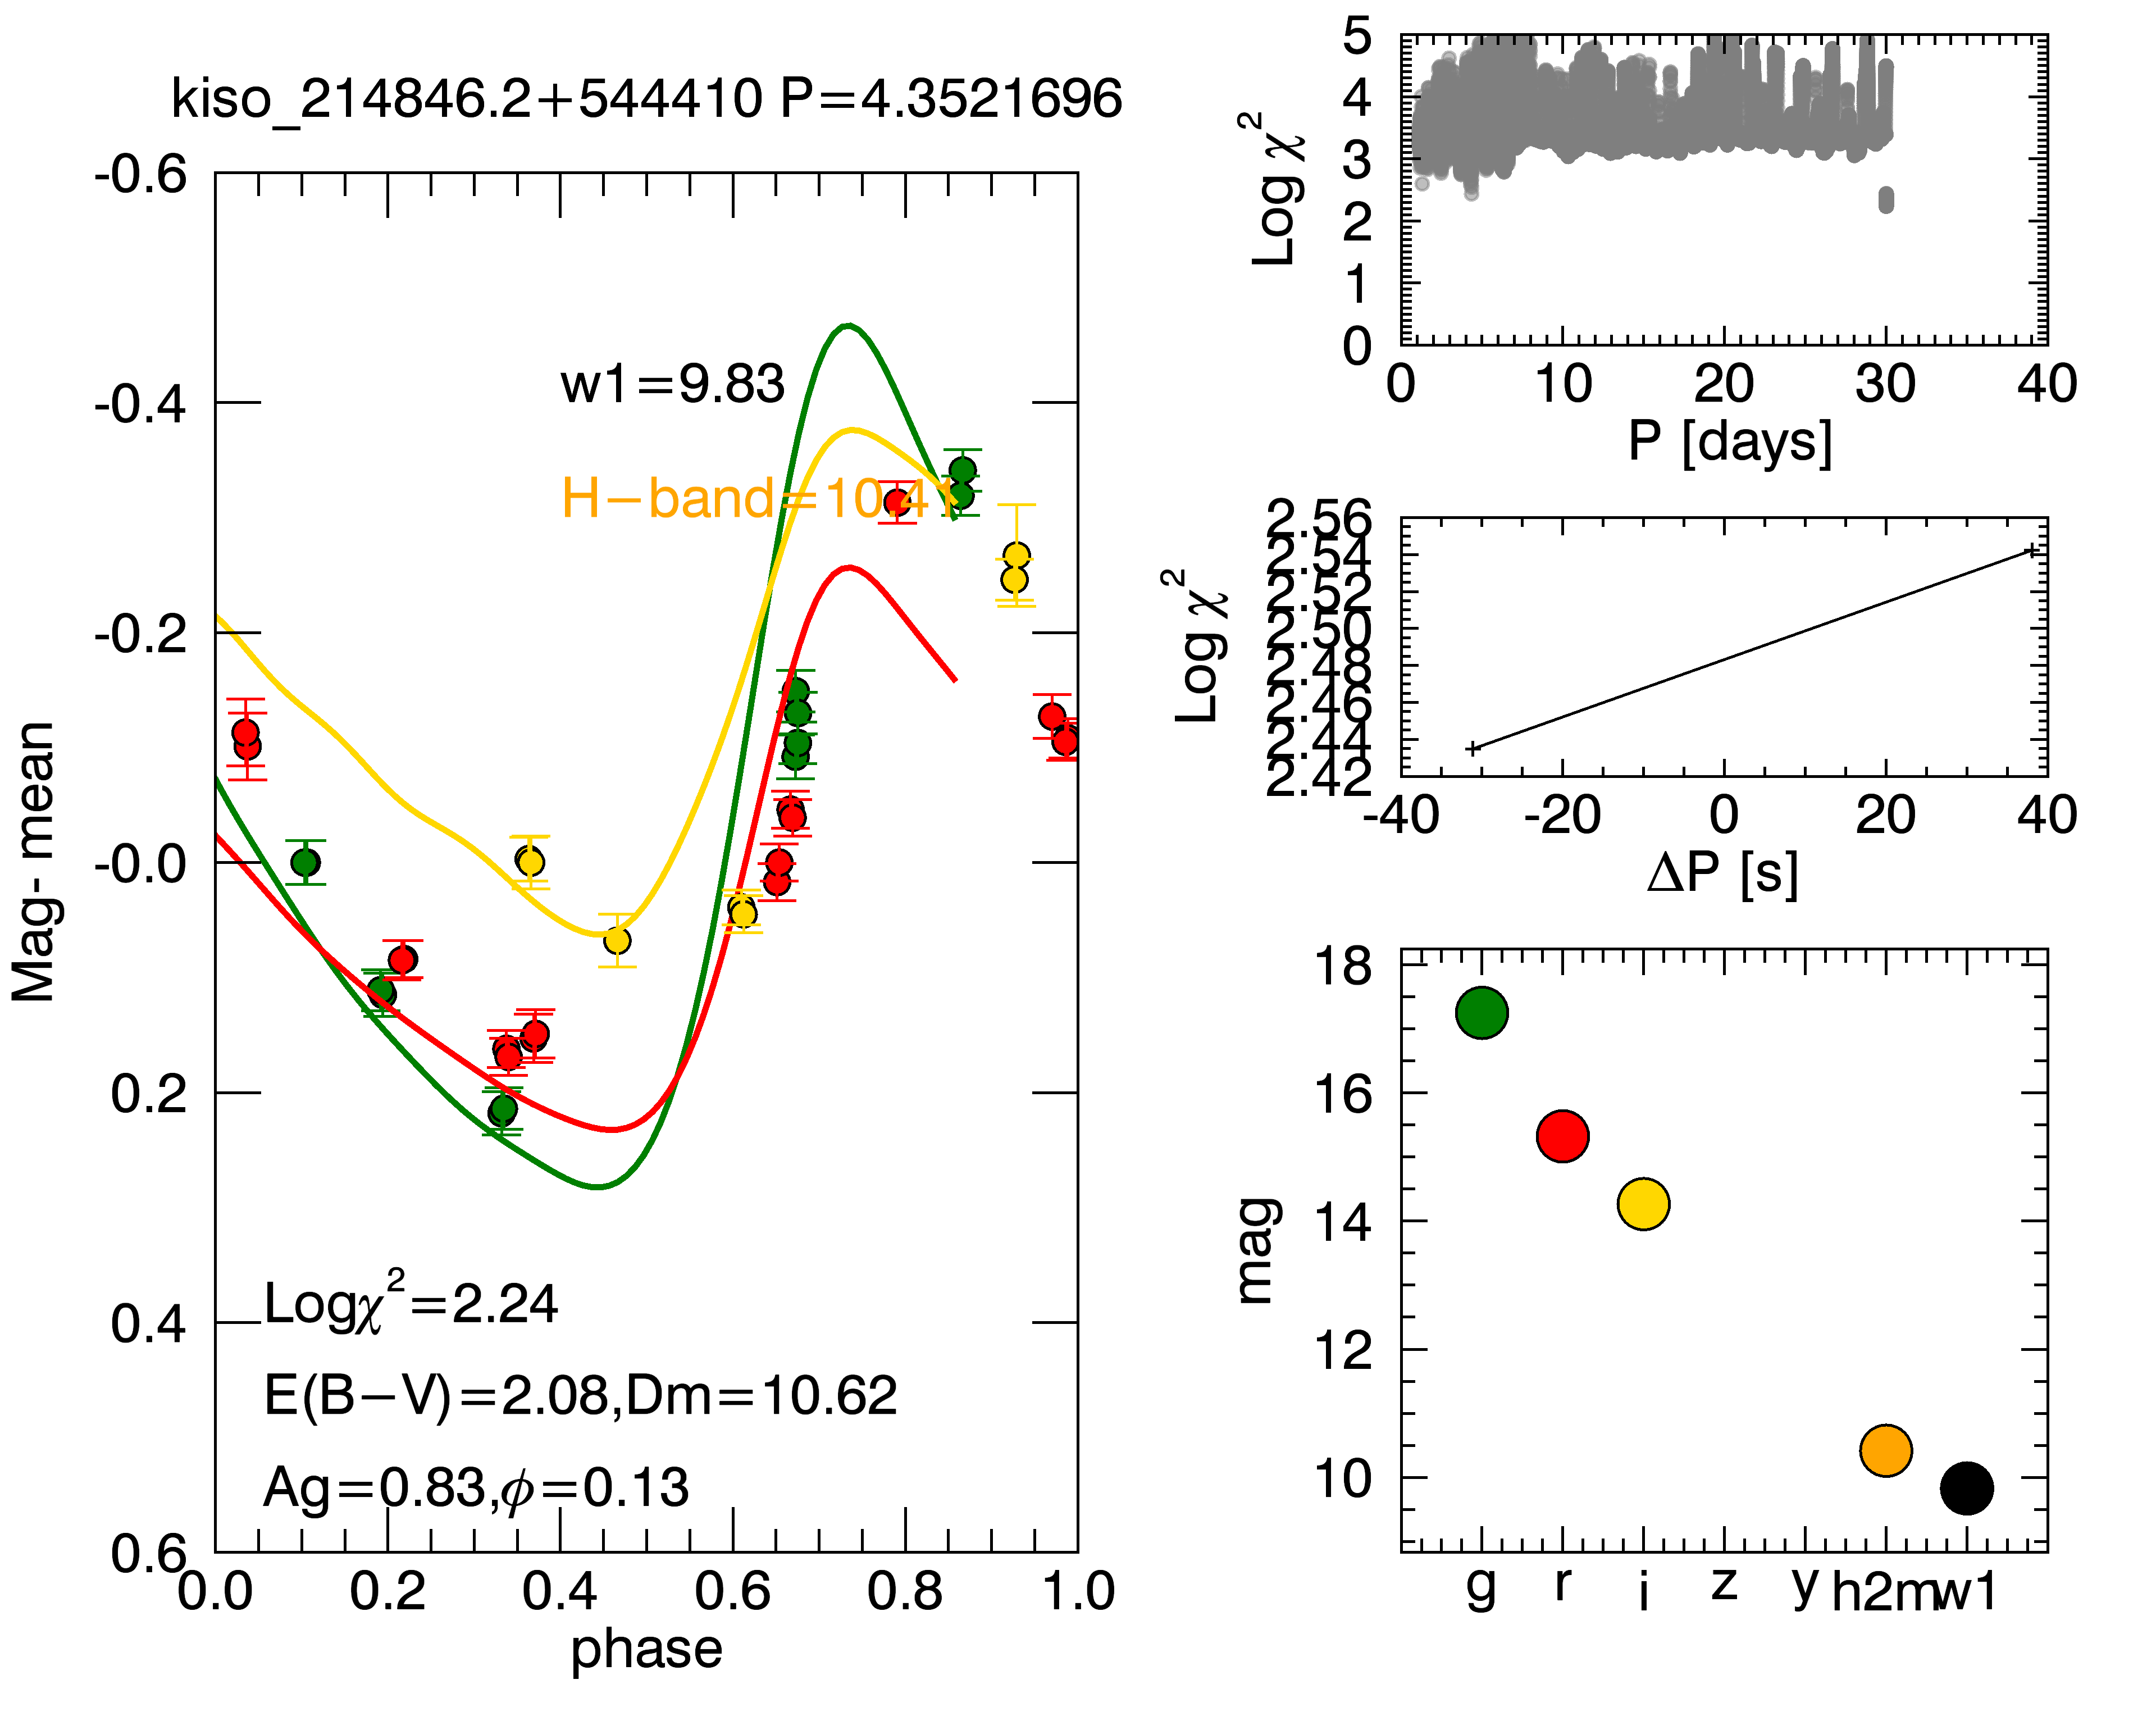 kiso_214846.2+544410 P=4.3521696
-0.6
-0.4
-0.2
-0.0
0.2
0.4
0.6
Mag- mean
w1=9.83
H−band=10.41
Logχ²=2.24
E(B−V)=2.08,Dm=10.62
Ag=0.83,ϕ=0.13
0.0 0.2 0.4 0.6 0.8 1.0
phase
5
4
3
2
1
0
Log χ²
0 10 20 30 40
P [days]
2.56
2.54
2.52
2.50
2.48
2.46
2.44
2.42
Log χ²
-40 -20 0 20 40
ΔP [s]
18
16
14
12
10
mag
g r i z y h2m w1